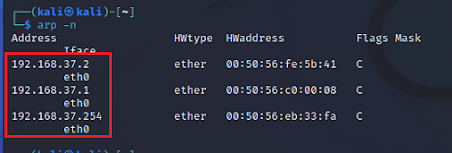 ┌──(kali㉿kali)-[~]
└─$ arp -n
Address HWtype HWaddress Flags Mask
Iface
192.168.37.2 ether 00:50:56:fe:5b:41 C
eth0
192.168.37.1 ether 00:50:56:c0:00:08 C
eth0
192.168.37.254 ether 00:50:56:eb:33:fa C
eth0